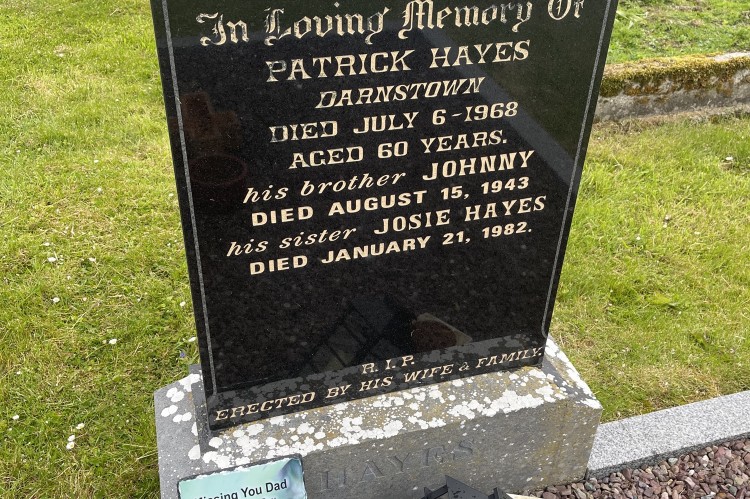 In Loving Memory Of
PATRICK HAYES
DARNSTOWN
DIED JULY 6-1968
AGED 60 YEARS.
his brother JOHNNY
DIED AUGUST 15, 1943
his sister JOSIE HAYES
DIED JANUARY 21, 1982.
R.I.P.
ERECTED BY HIS WIFE & FAMILY.
HAYES
Missing You Dad